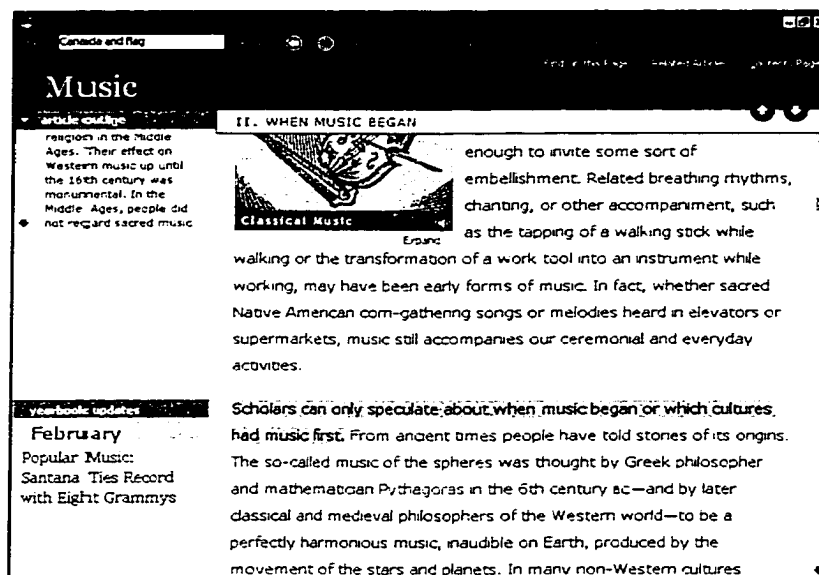 Canada and flag
Find in this Page Related Articles
Music
article outline
II. WHEN MUSIC BEGAN
religion in the Middle
Ages. Their effect on
Western music up until
the 16th century was
monumental. In the
Middle Ages, people did
not regard sacred music
Classical Music
Expand
enough to invite some sort of
embellishment. Related breathing rhythms,
chanting, or other accompaniment, such
as the tapping of a walking stick while
walking or the transformation of a work tool into an instrument while
working, may have been early forms of music. In fact, whether sacred
Native American corn-gathering songs or melodies heard in elevators or
supermarkets, music still accompanies our ceremonial and everyday
activities.
yearbook updates
February
Popular Music:
Santana Ties Record
with Eight Grammys
Scholars can only speculate about when music began or which cultures
had music first. From ancient times people have told stories of its origins.
The so-called music of the spheres was thought by Greek philosopher
and mathematician Pythagoras in the 6th century BC—and by later
classical and medieval philosophers of the Western world—to be a
perfectly harmonious music, inaudible on Earth, produced by the
movement of the stars and planets. In many non-Western cultures